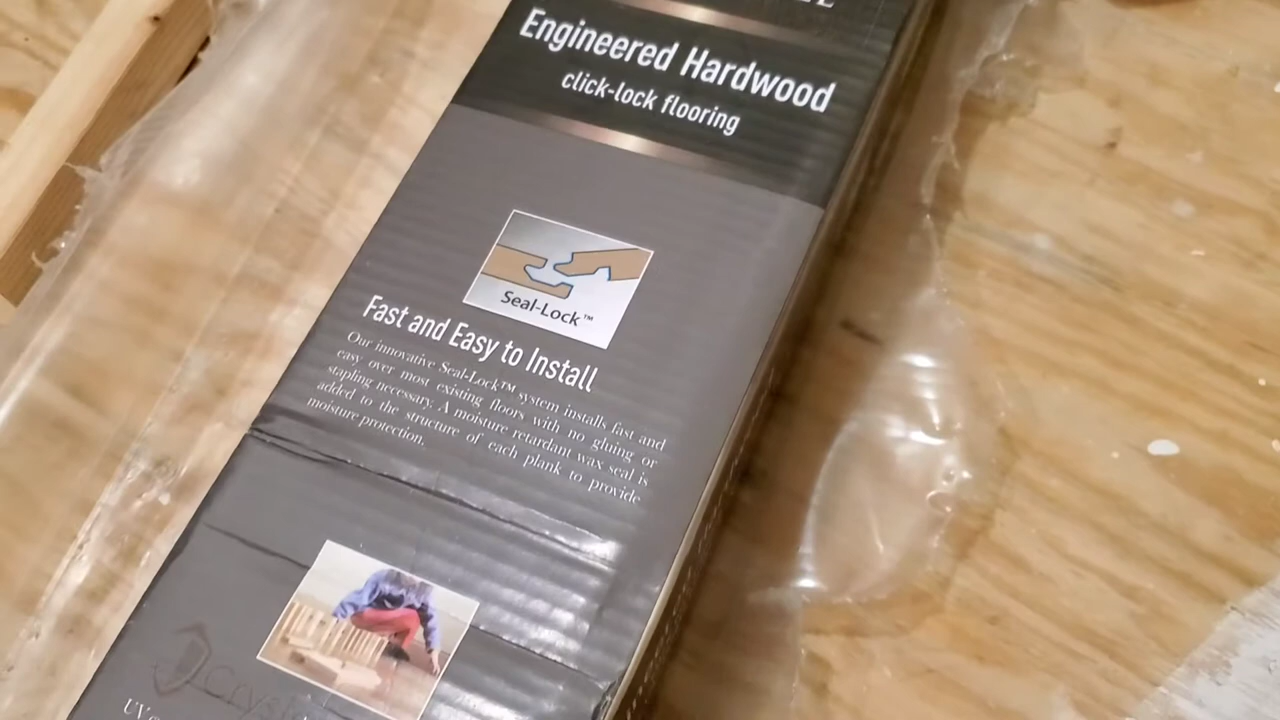 Engineered Hardwood
click-lock flooring
Seal-Lock™
Fast and Easy to Install
Our innovative Seal-Lock™ system installs fast and
easy over most existing floors with no gluing or
stapling necessary. A moisture retardant wax seal is
added to the structure of each plank to provide
moisture protection.
UV